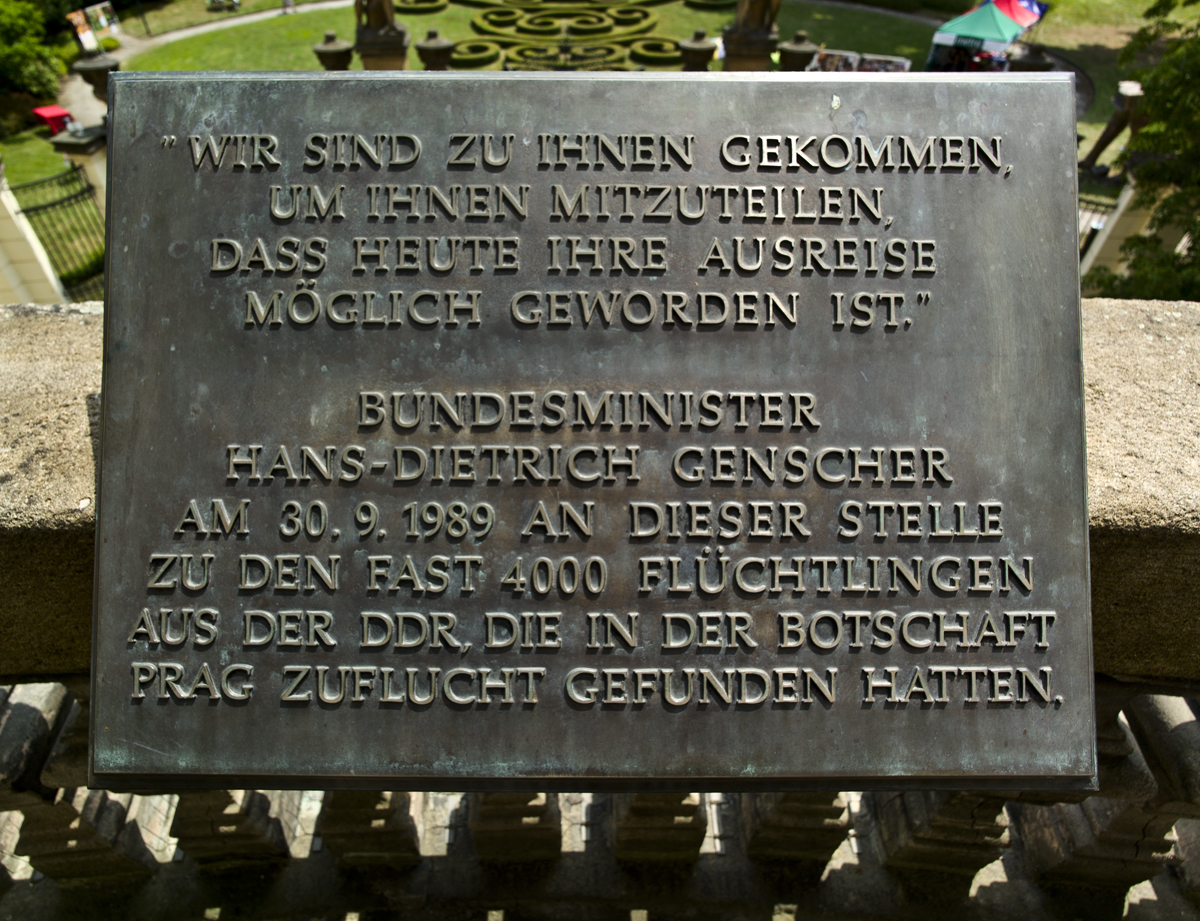 "WIR SIND ZU IHNEN GEKOMMEN,
UM IHNEN MITZUTEILEN,
DASS HEUTE IHRE AUSREISE
MÖGLICH GEWORDEN IST."
BUNDESMINISTER
HANS-DIETRICH GENSCHER
AM 30.9.1989 AN DIESER STELLE
ZU DEN FAST 4000 FLÜCHTLINGEN
AUS DER DDR, DIE IN DER BOTSCHAFT
PRAG ZUFLUCHT GEFUNDEN HATTEN.